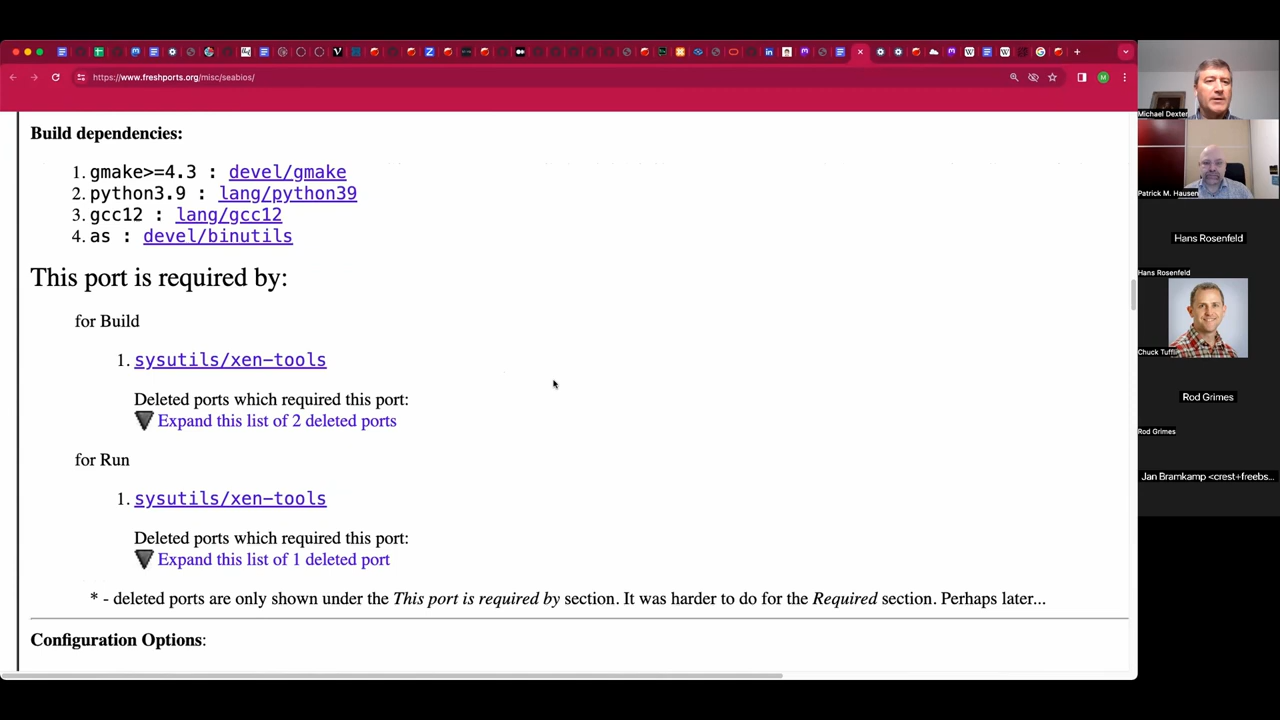 https://www.freshports.org/misc/seabios/
Build dependencies:
1. gmake>=4.3 : devel/gmake
2. python3.9 : lang/python39
3. gcc12 : lang/gcc12
4. as : devel/binutils
This port is required by:
for Build
1. sysutils/xen-tools
Deleted ports which required this port:
Expand this list of 2 deleted ports
for Run
1. sysutils/xen-tools
Deleted ports which required this port:
Expand this list of 1 deleted port
* - deleted ports are only shown under the This port is required by section. It was harder to do for the Required section. Perhaps later...
Configuration Options:
Michael Dexter
Patrick M. Hausen
Hans Rosenfeld
Hans Rosenfeld
Chuck Tuffli
Rod Grimes
Rod Grimes
Jan Bramkamp <crest+freebs...